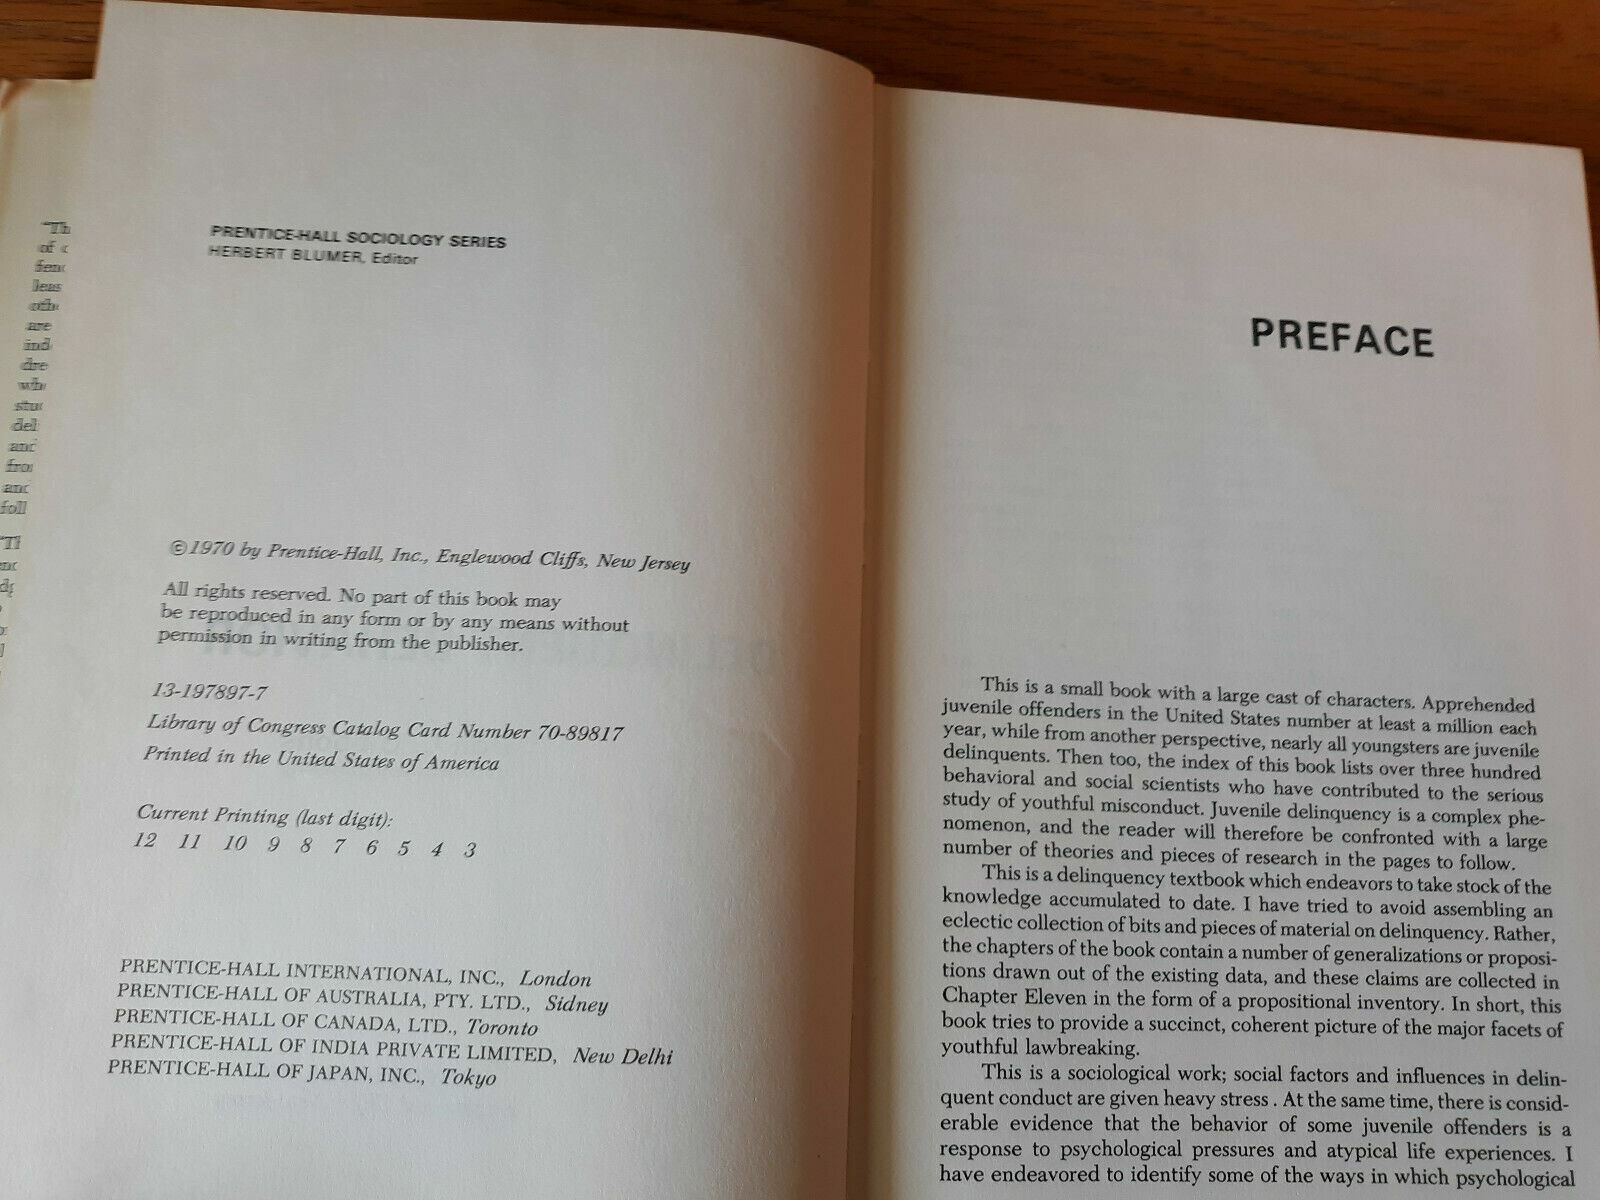 "Th
of c
fenc
leas
othe
are
ind
dre
who
stuc
del
and
fro
and
foll
"Tl
enc
PRENTICE-HALL SOCIOLOGY SERIES
HERBERT BLUMER, Editor
©1970 by Prentice-Hall, Inc., Englewood Cliffs, New Jersey
All rights reserved. No part of this book may
be reproduced in any form or by any means without
permission in writing from the publisher.
13-197897-7
Library of Congress Catalog Card Number 70-89817
Printed in the United States of America
Current Printing (last digit):
12 11 10 9 8 7 6 5 4 3
PRENTICE-HALL INTERNATIONAL, INC., London
PRENTICE-HALL OF AUSTRALIA, PTY. LTD., Sidney
PRENTICE-HALL OF CANADA, LTD., Toronto
PRENTICE-HALL OF INDIA PRIVATE LIMITED, New Delhi
PRENTICE-HALL OF JAPAN, INC., Tokyo
PREFACE
This is a small book with a large cast of characters. Apprehended
juvenile offenders in the United States number at least a million each
year, while from another perspective, nearly all youngsters are juvenile
delinquents. Then too, the index of this book lists over three hundred
behavioral and social scientists who have contributed to the serious
study of youthful misconduct. Juvenile delinquency is a complex phe-
nomenon, and the reader will therefore be confronted with a large
number of theories and pieces of research in the pages to follow.
This is a delinquency textbook which endeavors to take stock of the
knowledge accumulated to date. I have tried to avoid assembling an
eclectic collection of bits and pieces of material on delinquency. Rather,
the chapters of the book contain a number of generalizations or proposi-
tions drawn out of the existing data, and these claims are collected in
Chapter Eleven in the form of a propositional inventory. In short, this
book tries to provide a succinct, coherent picture of the major facets of
youthful lawbreaking.
This is a sociological work; social factors and influences in delin-
quent conduct are given heavy stress . At the same time, there is consid-
erable evidence that the behavior of some juvenile offenders is a
response to psychological pressures and atypical life experiences. I
have endeavored to identify some of the ways in which psychological